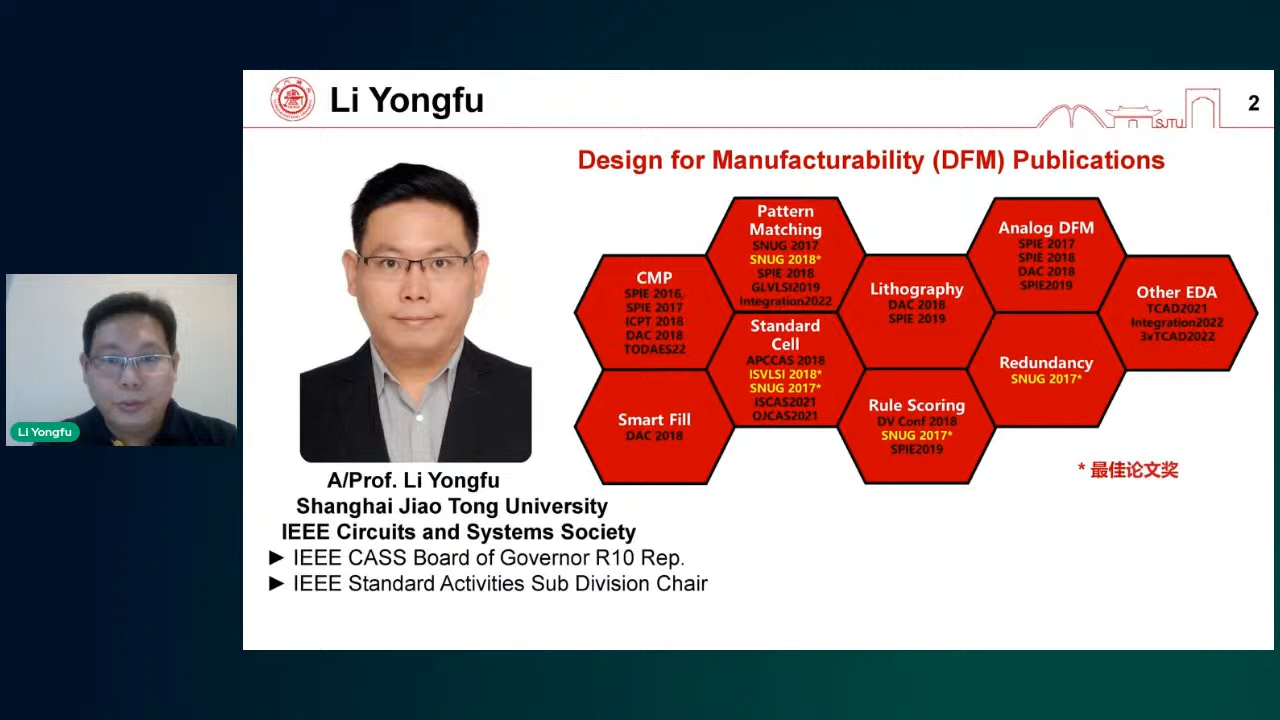 Li Yongfu
2
SJTU
Design for Manufacturability (DFM) Publications
Pattern
Matching
SNUG 2017
SNUG 2018*
SPIE 2018
GLVLSI2019
Integration2022
Analog DFM
SPIE 2017
SPIE 2018
DAC 2018
SPIE2019
CMP
SPIE 2016,
SPIE 2017
ICPT 2018
DAC 2018
TODAES22
Lithography
DAC 2018
SPIE 2019
Other EDA
TCAD2021
Integration2022
3xTCAD2022
Standard
Cell
APCCAS 2018
ISVLSI 2018*
SNUG 2017*
ISCAS2021
OJCAS2021
Redundancy
SNUG 2017*
Smart Fill
DAC 2018
Rule Scoring
DV Conf 2018
SNUG 2017*
SPIE2019
* 最佳论文奖
Li Yongfu
A/Prof. Li Yongfu
Shanghai Jiao Tong University
IEEE Circuits and Systems Society
► IEEE CASS Board of Governor R10 Rep.
► IEEE Standard Activities Sub Division Chair